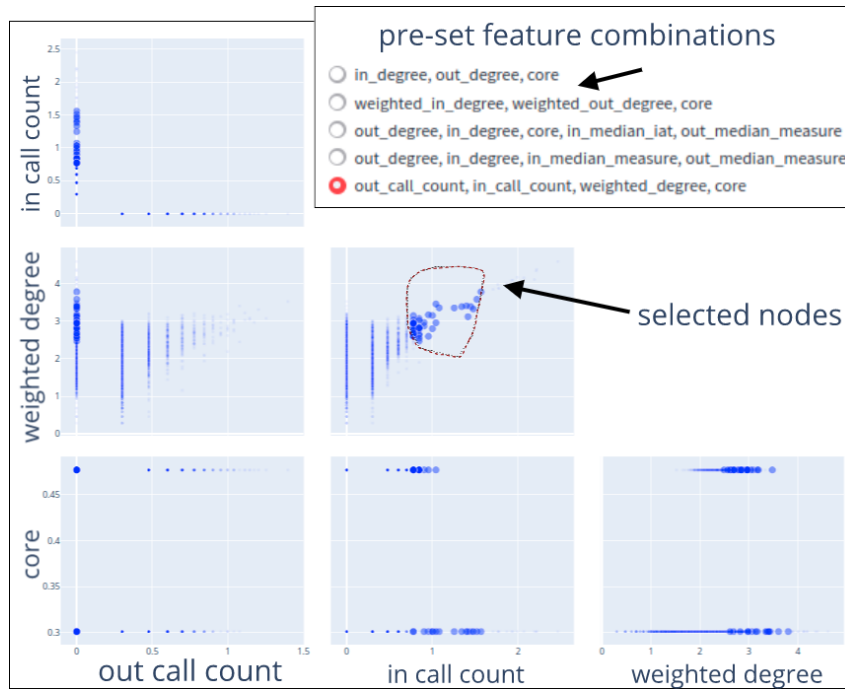 pre-set feature combinations
in_degree, out_degree, core
weighted_in_degree, weighted_out_degree, core
out_degree, in_degree, core, in_median_iat, out_median_measure
out_degree, in_degree, in_median_measure, out_median_measure
out_call_count, in_call_count, weighted_degree, core
in call count
2.5
2
1.5
1
0.5
0
weighted degree
4
3
2
1
0
selected nodes
core
0.45
0.4
0.35
0.3
0 0.5 1 1.5
0 1 2
0 1 2 3 4
out call count
in call count
weighted degree